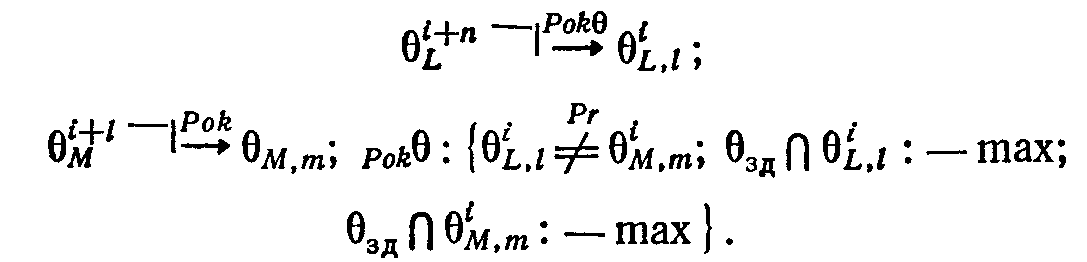 θ_L^{i+n} —|→^{Pokθ} θ_{L,l}^i;
θ_M^{i+l} —|→^{Pok} θ_{M,m}; _{Pok}θ : {θ_{L,l}^i ≠^{Pr} θ_{M,m}^i; θ_{зд} ∩ θ_{L,l}^i : — max;
θ_{зд} ∩ θ_{M,m}^i : — max}.